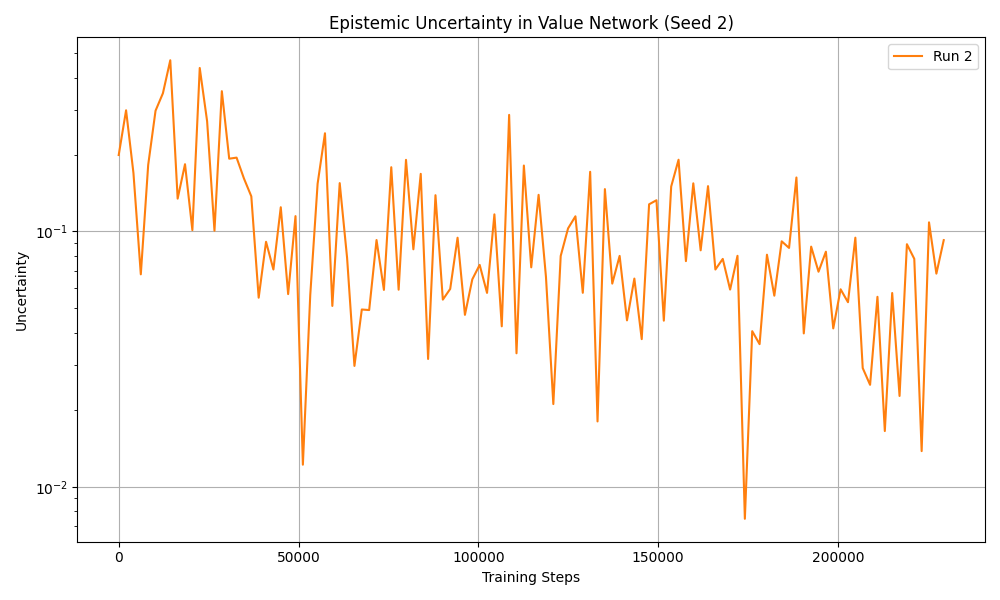 Epistemic Uncertainty in Value Network (Seed 2)
Run 2
Uncertainty
10⁻¹
10⁻²
0 50000 100000 150000 200000
Training Steps